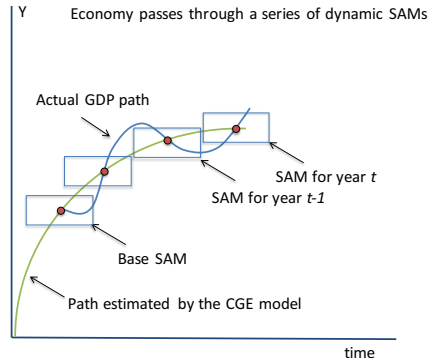 Y
Economy passes through a series of dynamic SAMs
Actual GDP path
SAM for year t
SAM for year t-1
Base SAM
Path estimated by the CGE model
time